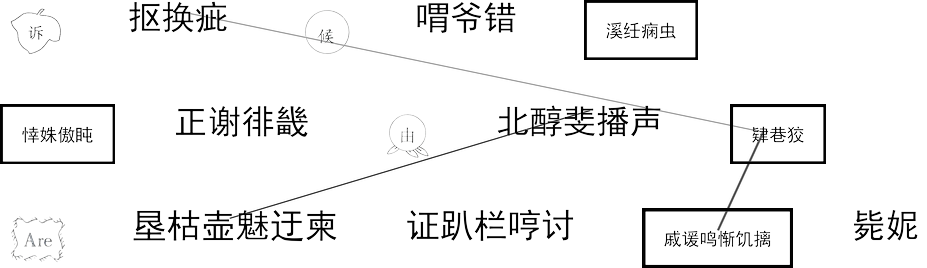 诉 抠换疵 候 喟爷错 溪纴痫虫
悻姝傲盹 正谢徘畿 由 北醇斐播声 肄巷狡
Are 垦枯壶魅迂柬 证趴栏哼讨 戚谖鸣惭饥摛 毙妮